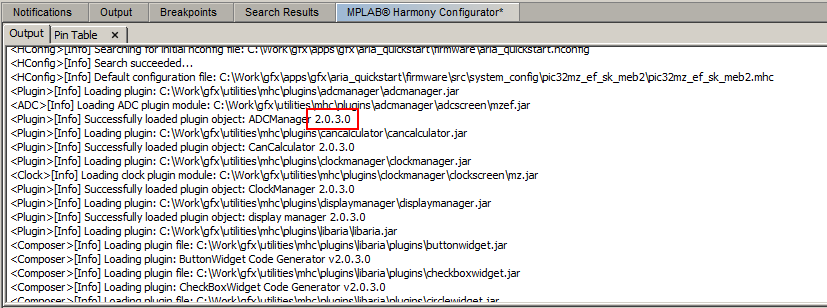 Notifications Output Breakpoints Search Results MPLAB® Harmony Configurator*
Output Pin Table x
<HConfig>[Info] Searching for initial hconfig file: C:\Work\gfx\apps\gfx\aria_quickstart\firmware\aria_quickstart.hconfig
<HConfig>[Info] Search succeeded...
<HConfig>[Info] Default configuration file: C:\Work\gfx\apps\gfx\aria_quickstart\firmware\src\system_config\pic32mz_ef_sk_meb2\pic32mz_ef_sk_meb2.mhc
<Plugin>[Info] Loading plugin: C:\Work\gfx\utilities\mhc\plugins\adcmanager\adcmanager.jar
<ADC>[Info] Loading ADC plugin module: C:\Work\gfx\utilities\mhc\plugins\adcmanager\adcscreen\mzef.jar
<Plugin>[Info] Successfully loaded plugin object: ADCManager 2.0.3.0
<Plugin>[Info] Loading plugin: C:\Work\gfx\utilities\mhc\plugins\cancalculator\cancalculator.jar
<Plugin>[Info] Successfully loaded plugin object: CanCalculator 2.0.3.0
<Plugin>[Info] Loading plugin: C:\Work\gfx\utilities\mhc\plugins\clockmanager\clockmanager.jar
<Clock>[Info] Loading clock plugin module: C:\Work\gfx\utilities\mhc\plugins\clockmanager\clockscreen\mz.jar
<Plugin>[Info] Successfully loaded plugin object: ClockManager 2.0.3.0
<Plugin>[Info] Loading plugin: C:\Work\gfx\utilities\mhc\plugins\displaymanager\displaymanager.jar
<Plugin>[Info] Successfully loaded plugin object: display manager 2.0.3.0
<Plugin>[Info] Loading plugin: C:\Work\gfx\utilities\mhc\plugins\libaria\libaria.jar
<Composer>[Info] Loading plugin file: C:\Work\gfx\utilities\mhc\plugins\libaria\plugins\buttonwidget.jar
<Composer>[Info] Loading plugin: ButtonWidget Code Generator v2.0.3.0
<Composer>[Info] Loading plugin file: C:\Work\gfx\utilities\mhc\plugins\libaria\plugins\checkboxwidget.jar
<Composer>[Info] Loading plugin: CheckBoxWidget Code Generator v2.0.3.0
<Composer>[Info] Loading plugin file: C:\Work\gfx\utilities\mhc\plugins\libaria\plugins\circlewidget.jar